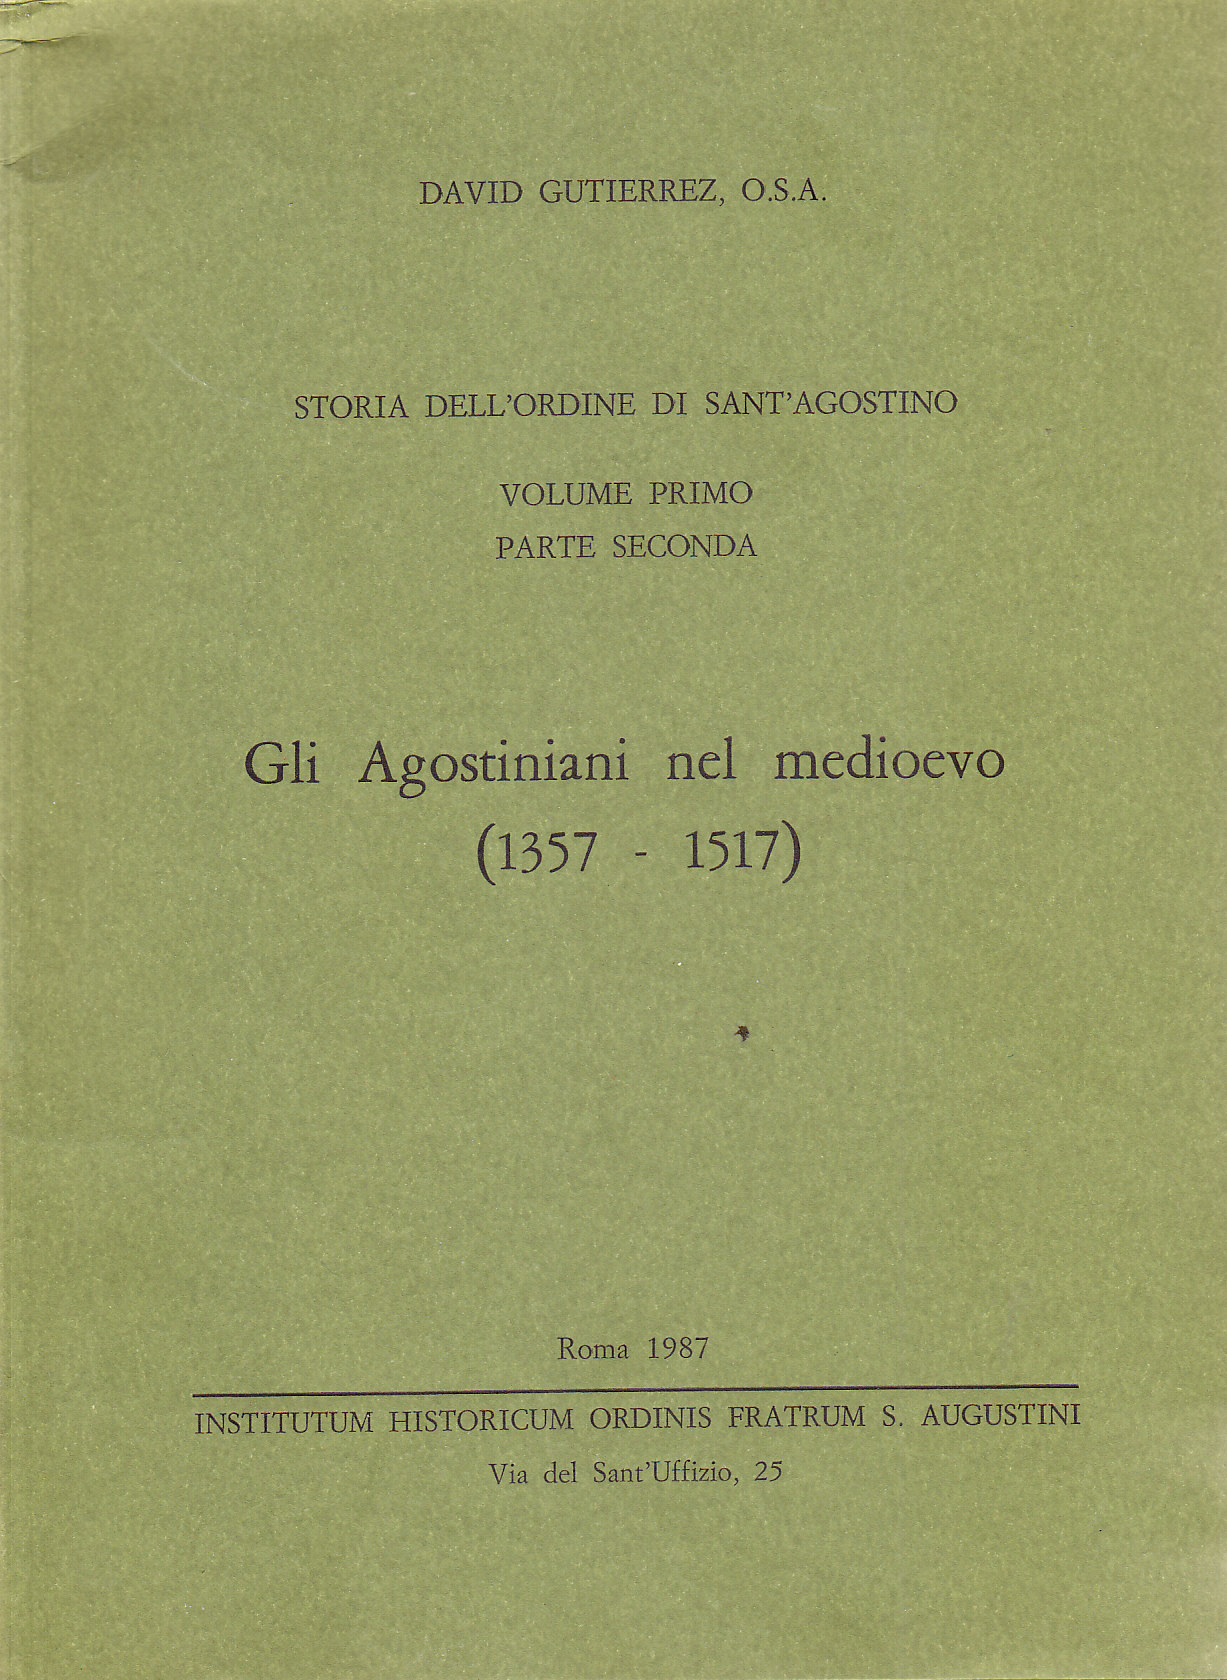 DAVID GUTIERREZ, O.S.A.
STORIA DELL'ORDINE DI SANT'AGOSTINO
VOLUME PRIMO
PARTE SECONDA
Gli Agostiniani nel medioevo
(1357 - 1517)
Roma 1987
INSTITUTUM HISTORICUM ORDINIS FRATRUM S. AUGUSTINI
Via del Sant'Uffizio, 25